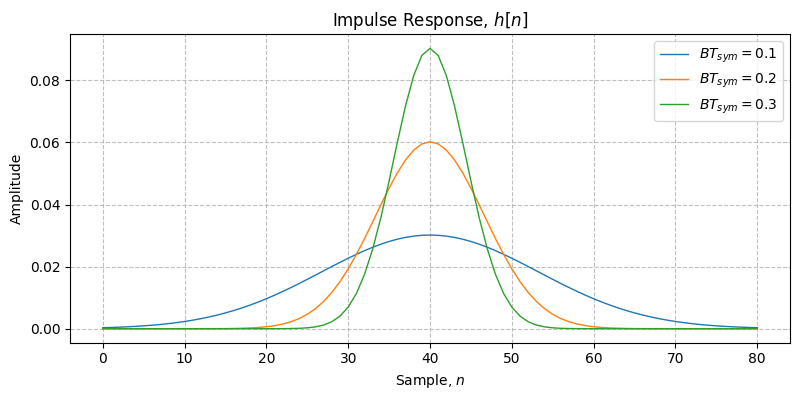 Impulse Response, h[n]
BT_sym = 0.1
BT_sym = 0.2
BT_sym = 0.3
Amplitude
0.08
0.06
0.04
0.02
0.00
0 10 20 30 40 50 60 70 80
Sample, n